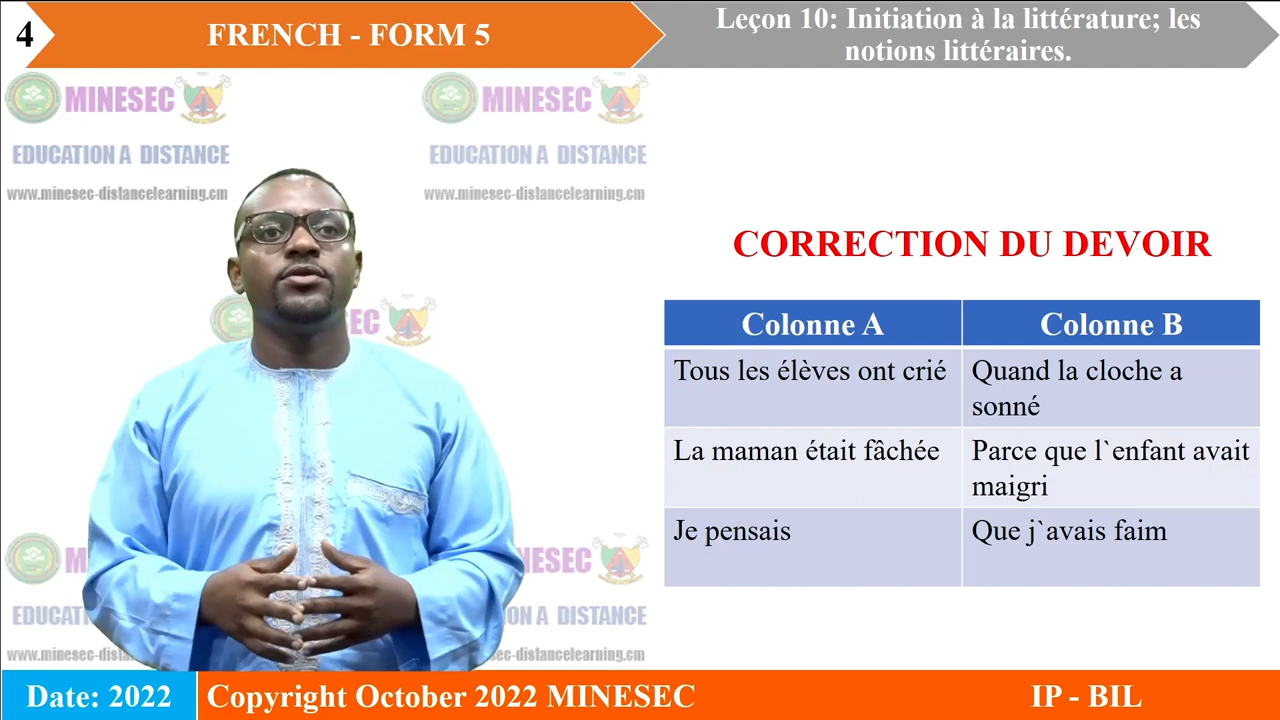 4
FRENCH - FORM 5
Leçon 10: Initiation à la littérature; les
notions littéraires.
MINESEC
EDUCATION A DISTANCE
www.minesec-distancelearning.cm
MINESEC
EDUCATION A DISTANCE
www.minesec-distancelearning.cm
CORRECTION DU DEVOIR
Colonne A
Colonne B
Tous les élèves ont crié
Quand la cloche a
sonné
La maman était fâchée
Parce que l`enfant avait
maigri
Je pensais
Que j`avais faim
Date: 2022
Copyright October 2022 MINESEC
IP - BIL